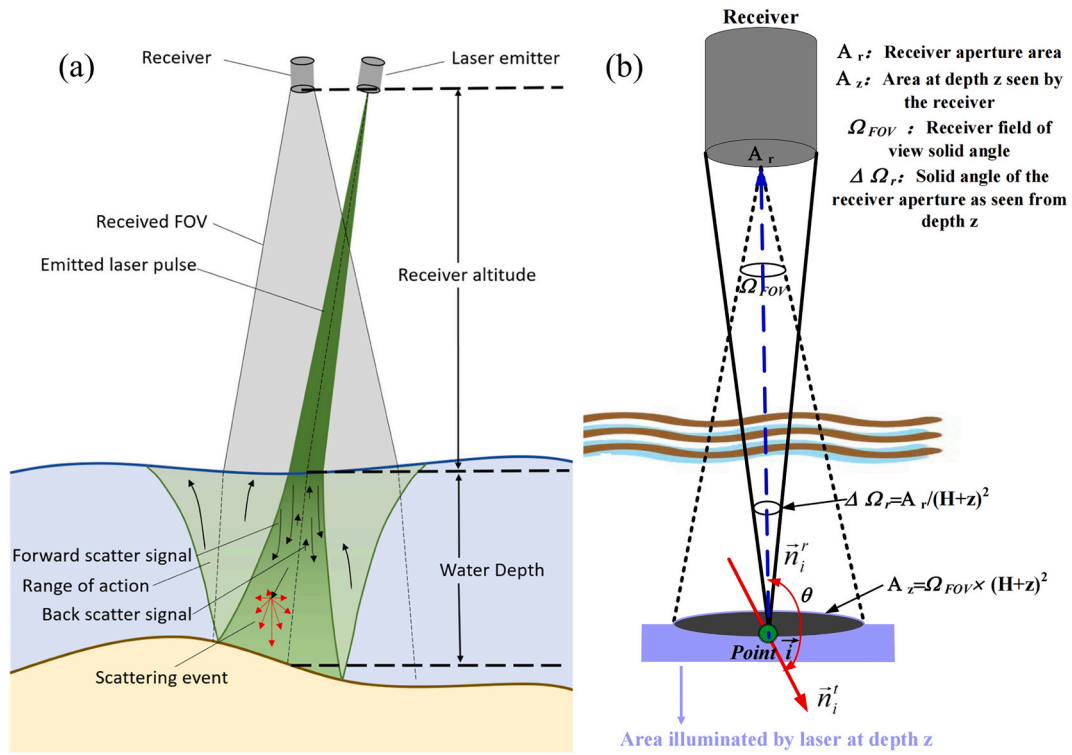 (a)
Receiver
Laser emitter
Received FOV
Emitted laser pulse
Receiver altitude
Forward scatter signal
Range of action
Back scatter signal
Water Depth
Scattering event
(b)
Receiver
A r
A r: Receiver aperture area
A z: Area at depth z seen by
the receiver
Ω FOV : Receiver field of
view solid angle
Δ Ω r: Solid angle of the
receiver aperture as seen from
depth z
Ω FOV
Δ Ω r=A r/(H+z)²
n⃗ᵢʳ
θ
A z=Ω FOV× (H+z)²
Point i⃗
n⃗ᵢᵗ
Area illuminated by laser at depth z